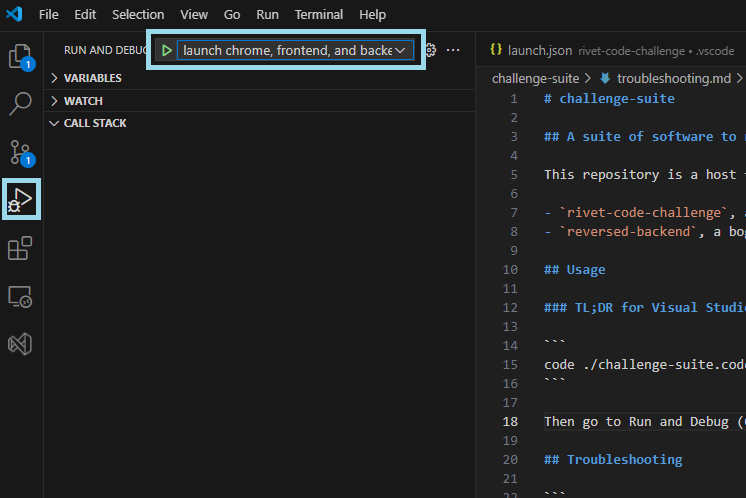 File Edit Selection View Go Run Terminal Help
RUN AND DEBUG
launch chrome, frontend, and backe
VARIABLES
WATCH
CALL STACK
1
1
{} launch.json rivet-code-challenge • .vscode
challenge-suite > troubleshooting.md >
1 # challenge-suite
2
3 ## A suite of software to
4
5 This repository is a host
6
7 - `rivet-code-challenge`, a
8 - `reversed-backend`, a bog
9
10 ## Usage
11
12 ### TL;DR for Visual Studio
13
14 ```
15 code ./challenge-suite.code
16 ```
17
18 Then go to Run and Debug (
19
20 ## Troubleshooting
21
22 ```